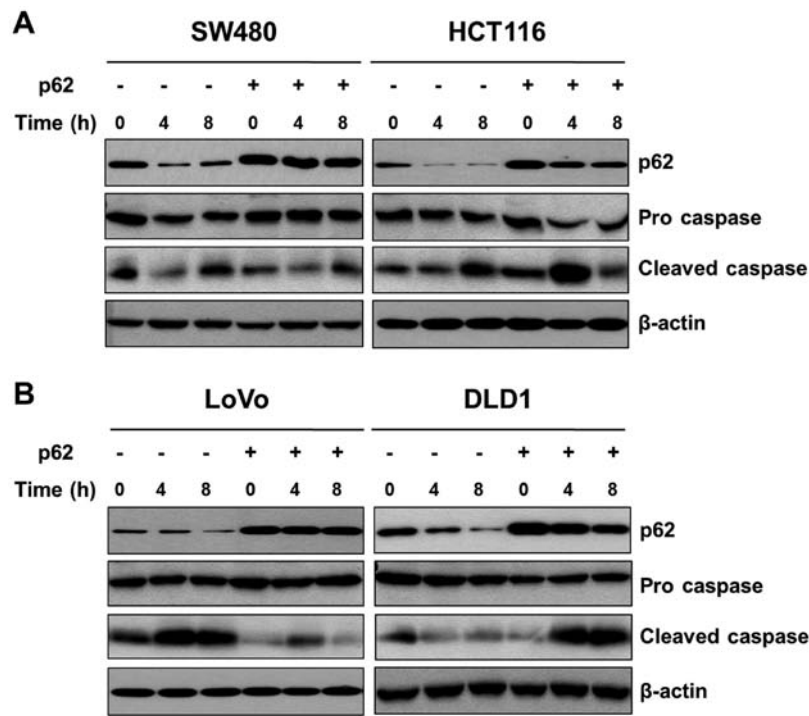 A
SW480 HCT116
p62 - - - + + + - - - + + +
Time (h) 0 4 8 0 4 8 0 4 8 0 4 8
p62
Pro caspase
Cleaved caspase
β-actin
B
LoVo DLD1
p62 - - - + + + - - - + + +
Time (h) 0 4 8 0 4 8 0 4 8 0 4 8
p62
Pro caspase
Cleaved caspase
β-actin